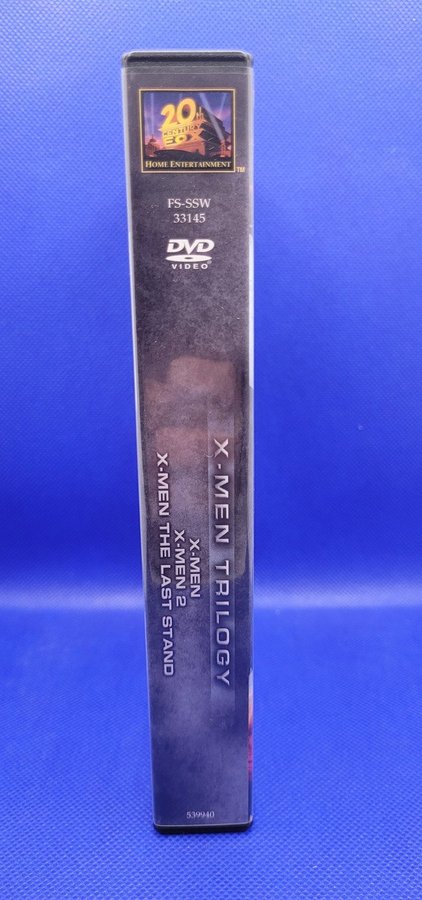 20th
CENTURY
FOX
HOME ENTERTAINMENT
TM
FS-SSW
33145
DVD
VIDEO
X-MEN TRILOGY
X-MEN
X-MEN 2
X-MEN THE LAST STAND
539940